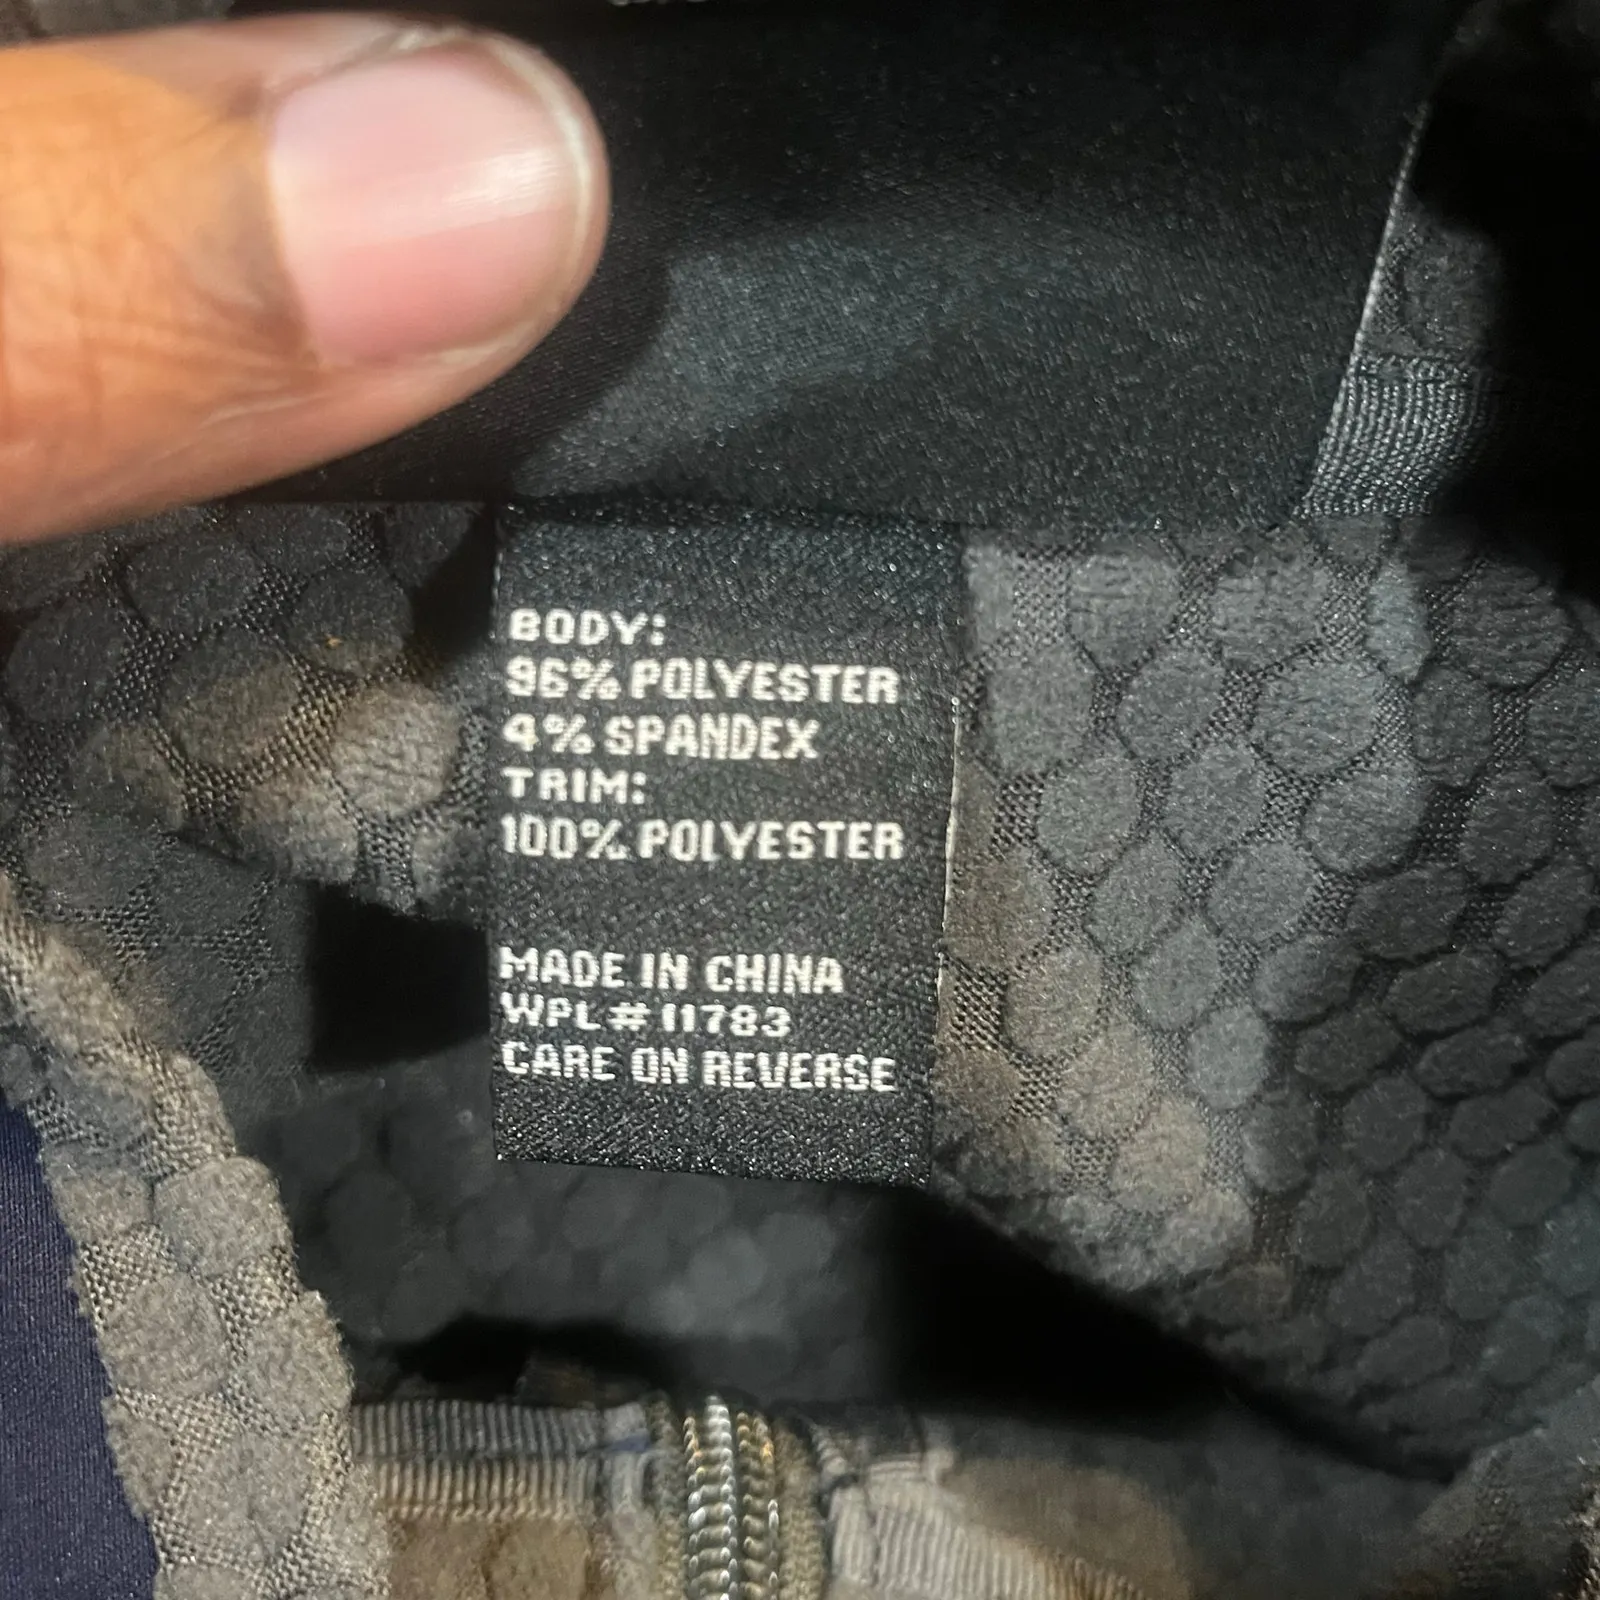 BODY:
96% POLYESTER
4% SPANDEX
TRIM:
100% POLYESTER
MADE IN CHINA
WPL # 11783
CARE ON REVERSE